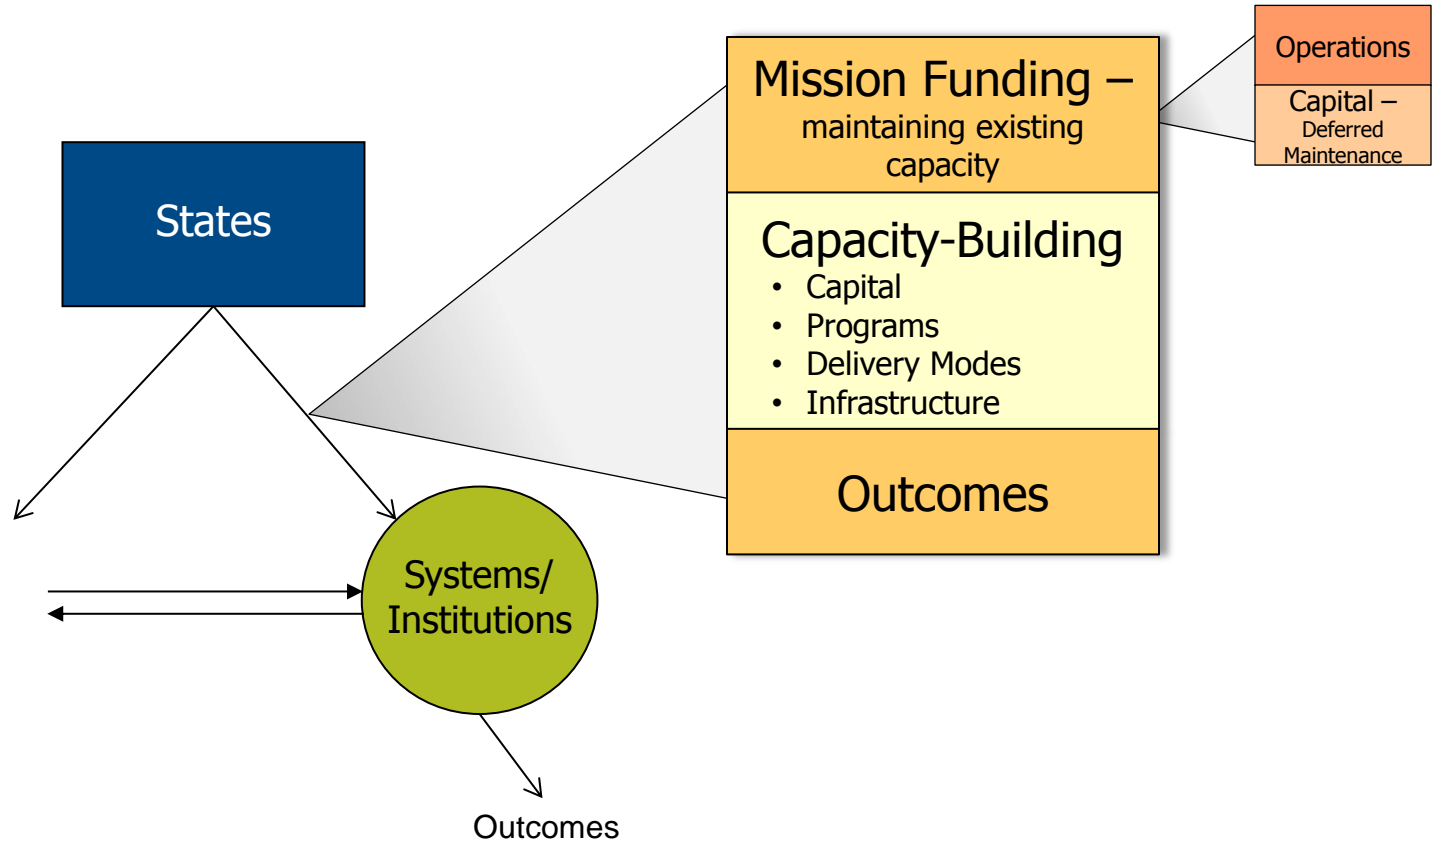 States
Mission Funding –
maintaining existing
capacity
Capacity-Building
• Capital
• Programs
• Delivery Modes
• Infrastructure
Outcomes
Operations
Capital –
Deferred
Maintenance
Systems/
Institutions
Outcomes